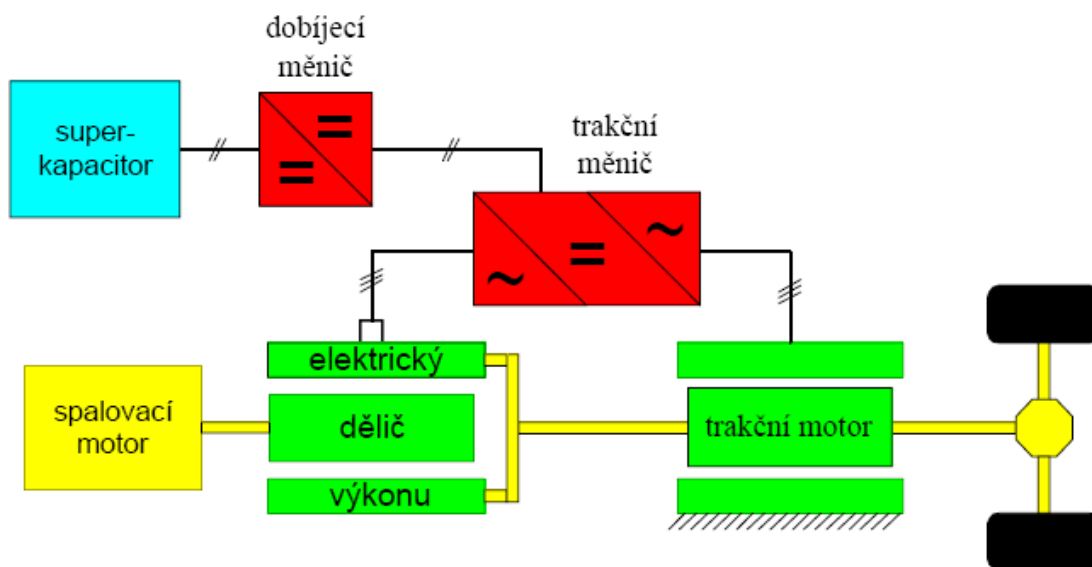 dobíjecí
měnič
super-
kapacitor
trakční
měnič
=
=
~
=
~
elektrický
spalovací
motor
dělič
trakční motor
výkonu